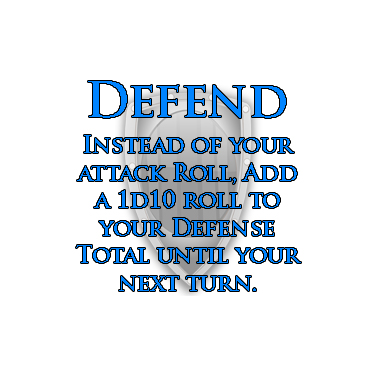 Defend
Instead of your
attack Roll, Add
a 1d10 roll to
your Defense
Total until your
next turn.